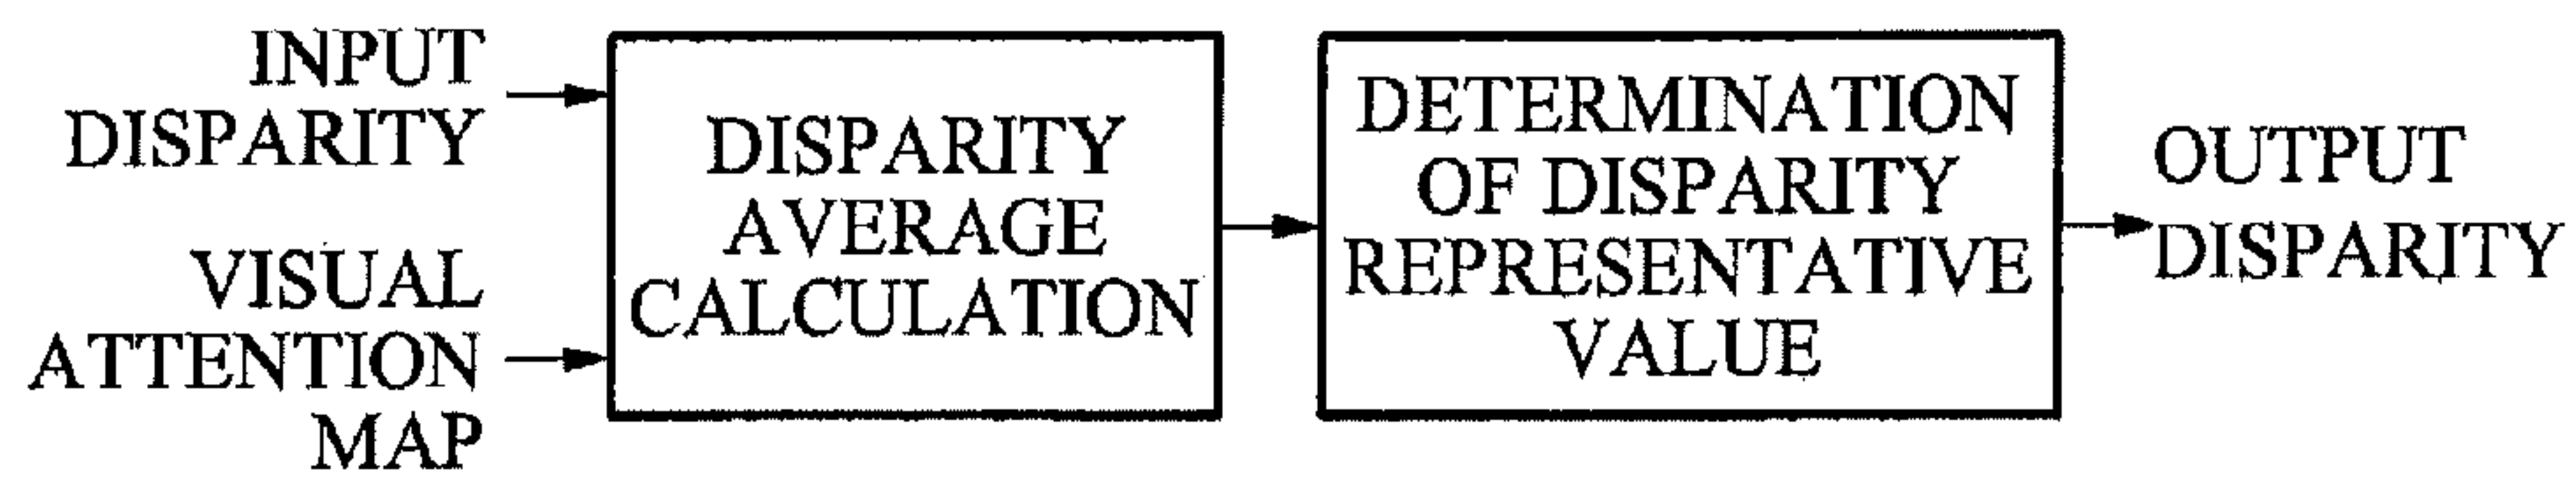 INPUT
DISPARITY
VISUAL
ATTENTION
MAP
DISPARITY
AVERAGE
CALCULATION
DETERMINATION
OF DISPARITY
REPRESENTATIVE
VALUE
OUTPUT
DISPARITY